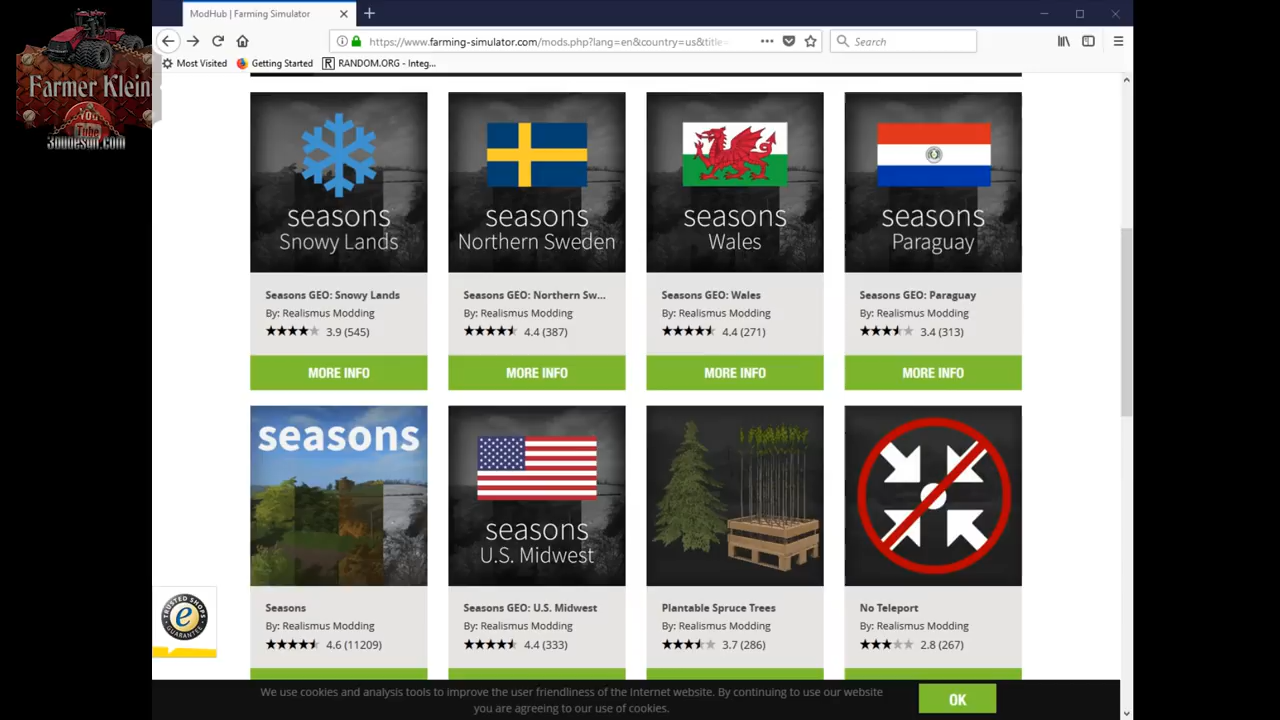 ModHub | Farming Simulator
https://www.farming-simulator.com/mods.php?lang=en&country=us&title=
Search
Most Visited
Getting Started
RANDOM.ORG - Integ...
Farmer Klein
You
Tube
seasons
Snowy Lands
seasons
Northern Sweden
seasons
Wales
seasons
Paraguay
Seasons GEO: Snowy Lands
By: Realismus Modding
3.9 (545)
MORE INFO
Seasons GEO: Northern Sw...
By: Realismus Modding
4.4 (387)
MORE INFO
Seasons GEO: Wales
By: Realismus Modding
4.4 (271)
MORE INFO
Seasons GEO: Paraguay
By: Realismus Modding
3.4 (313)
MORE INFO
seasons
seasons
U.S. Midwest
Seasons
By: Realismus Modding
4.6 (11209)
Seasons GEO: U.S. Midwest
By: Realismus Modding
4.4 (333)
Plantable Spruce Trees
By: Realismus Modding
3.7 (286)
No Teleport
By: Realismus Modding
2.8 (267)
TRUSTED SHOPS
GUARANTEE
We use cookies and analysis tools to improve the user friendliness of the Internet website. By continuing to use our website
you are agreeing to our use of cookies.
OK